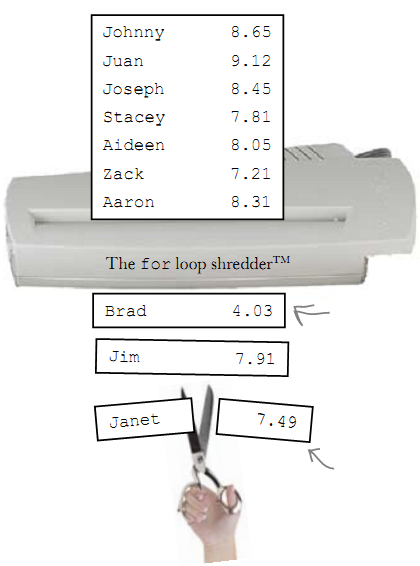 Johnny 8.65
Juan 9.12
Joseph 8.45
Stacey 7.81
Aideen 8.05
Zack 7.21
Aaron 8.31
The for loop shredder™
Brad 4.03
Jim 7.91
Janet 7.49